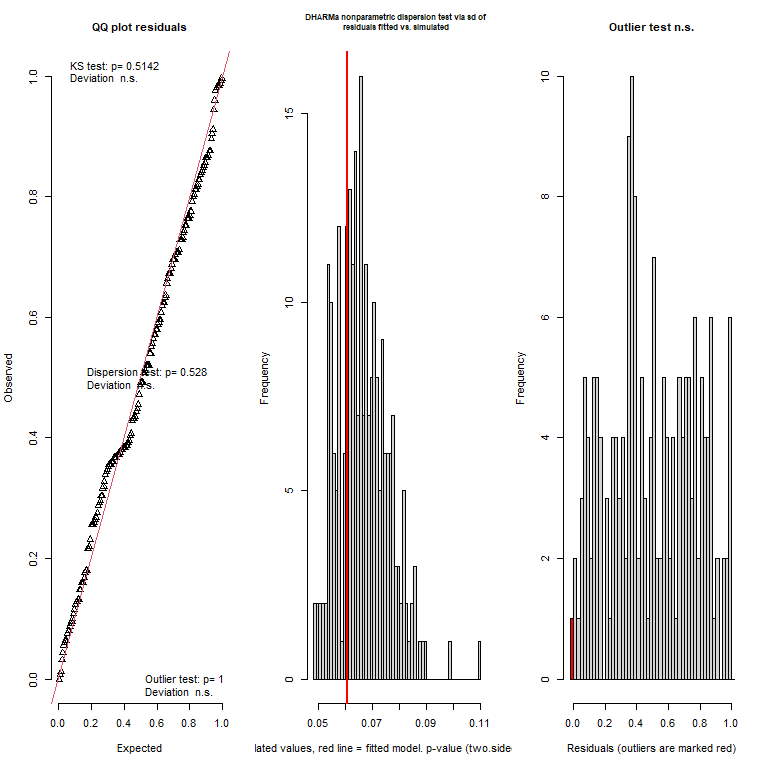 QQ plot residuals
KS test: p= 0.5142
Deviation n.s.
Dispersion test: p= 0.528
Deviation n.s.
Outlier test: p= 1
Deviation n.s.
Observed
0.0
0.2
0.4
0.6
0.8
1.0
0.0 0.2 0.4 0.6 0.8 1.0
Expected
DHARMa nonparametric dispersion test via sd of
residuals fitted vs. simulated
Frequency
0
5
10
15
0.05 0.07 0.09 0.11
lated values, red line = fitted model. p-value (two.side
Outlier test n.s.
Frequency
0
2
4
6
8
10
0.0 0.2 0.4 0.6 0.8 1.0
Residuals (outliers are marked red)